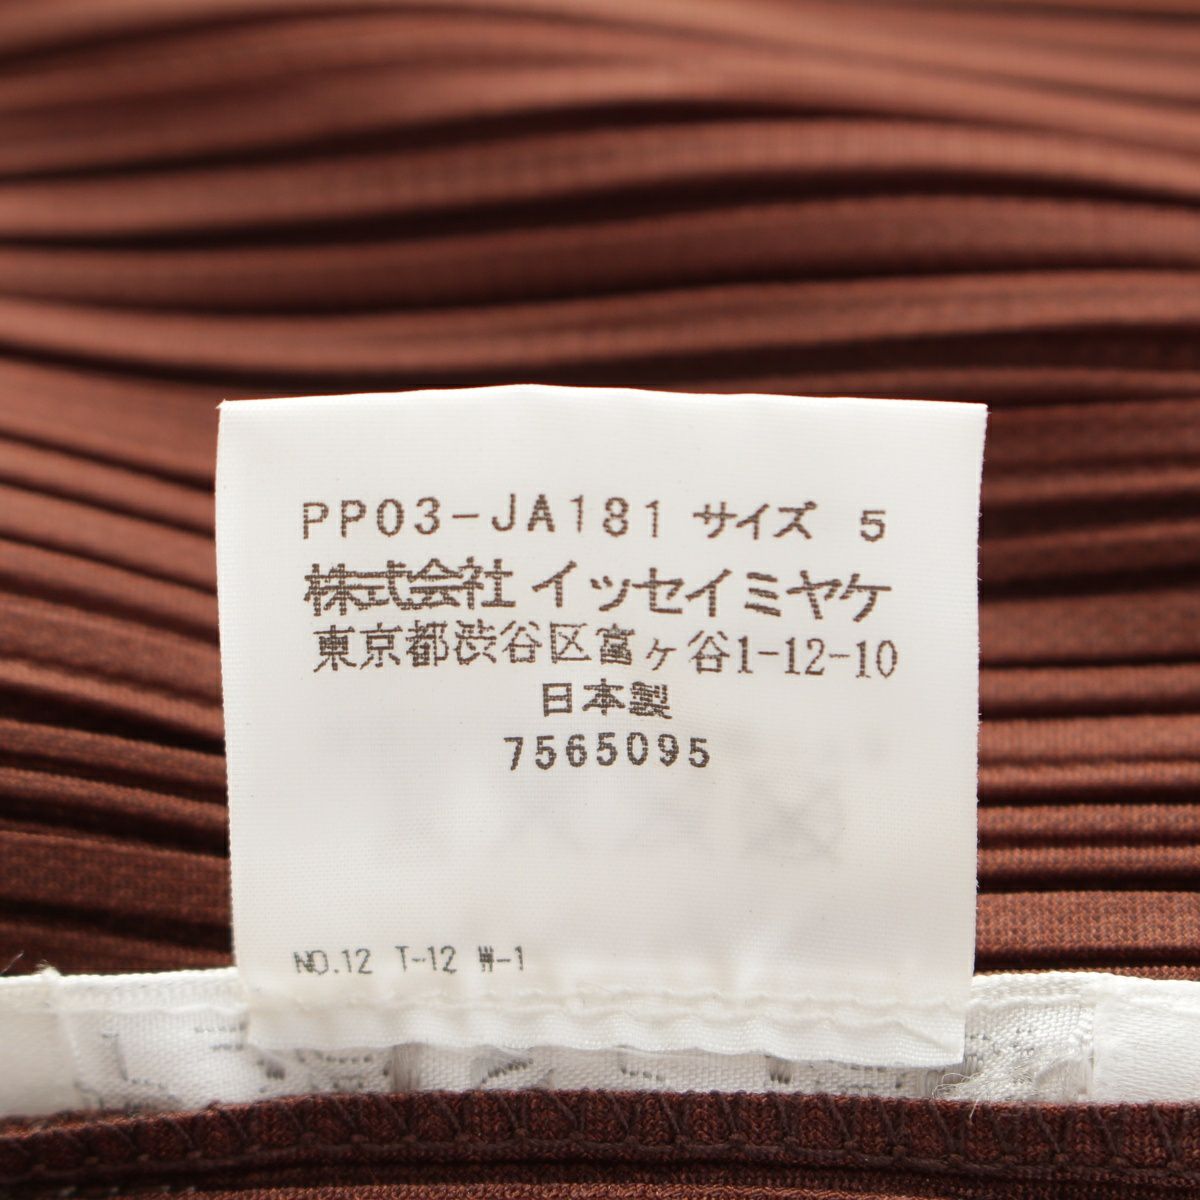 PP03-JA181 サイズ 5
株式会社イッセイミヤケ
東京都渋谷区富ヶ谷1-12-10
日本製
7565095
NO.12 T-12 W-1